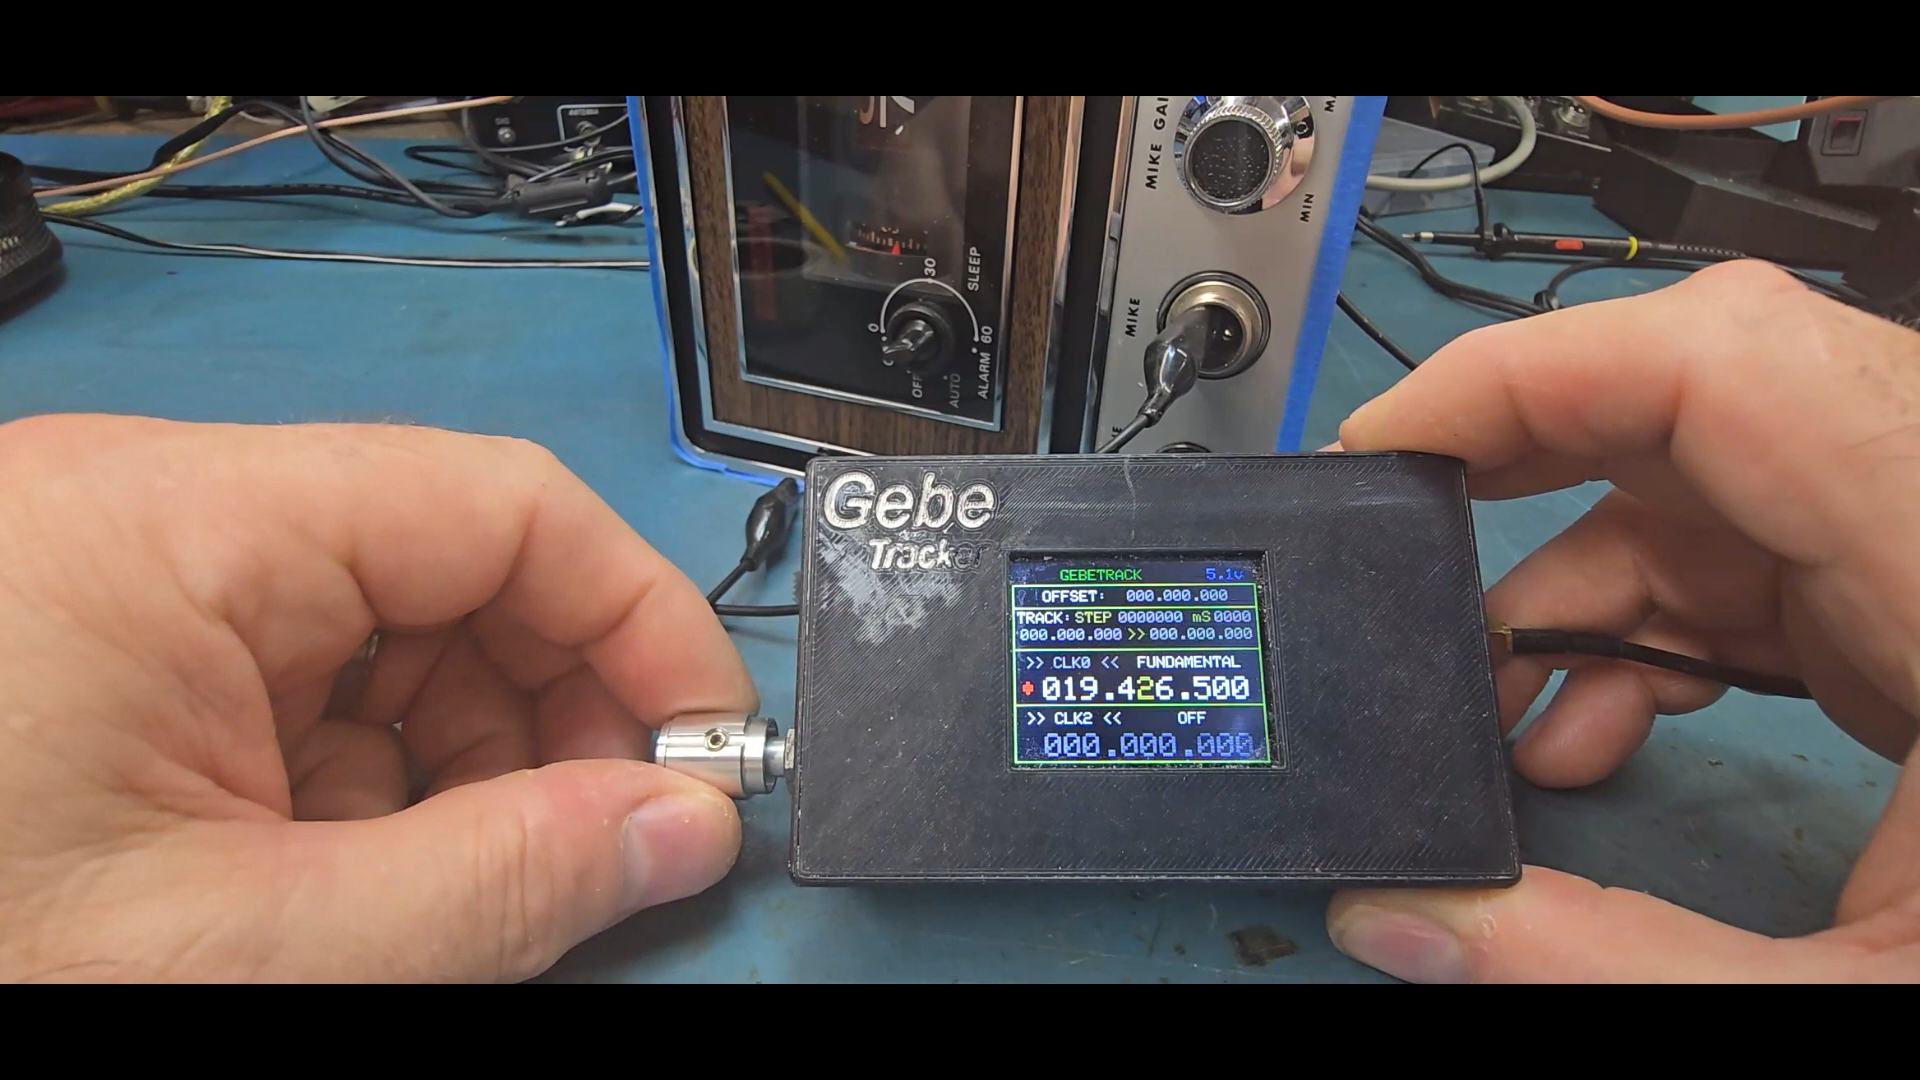 MIKE GAI
MIN
SLEEP
30
0
60
OFF
AUTO
ALARM
MIKE
Gebe
Tracker
GEBETRACK 5.1v
OFFSET: 000.000.000
TRACK: STEP 0000000 mS 0000
000.000.000 >> 000.000.000
>> CLK0 << FUNDAMENTAL
019.426.500
>> CLK2 << OFF
000.000.000